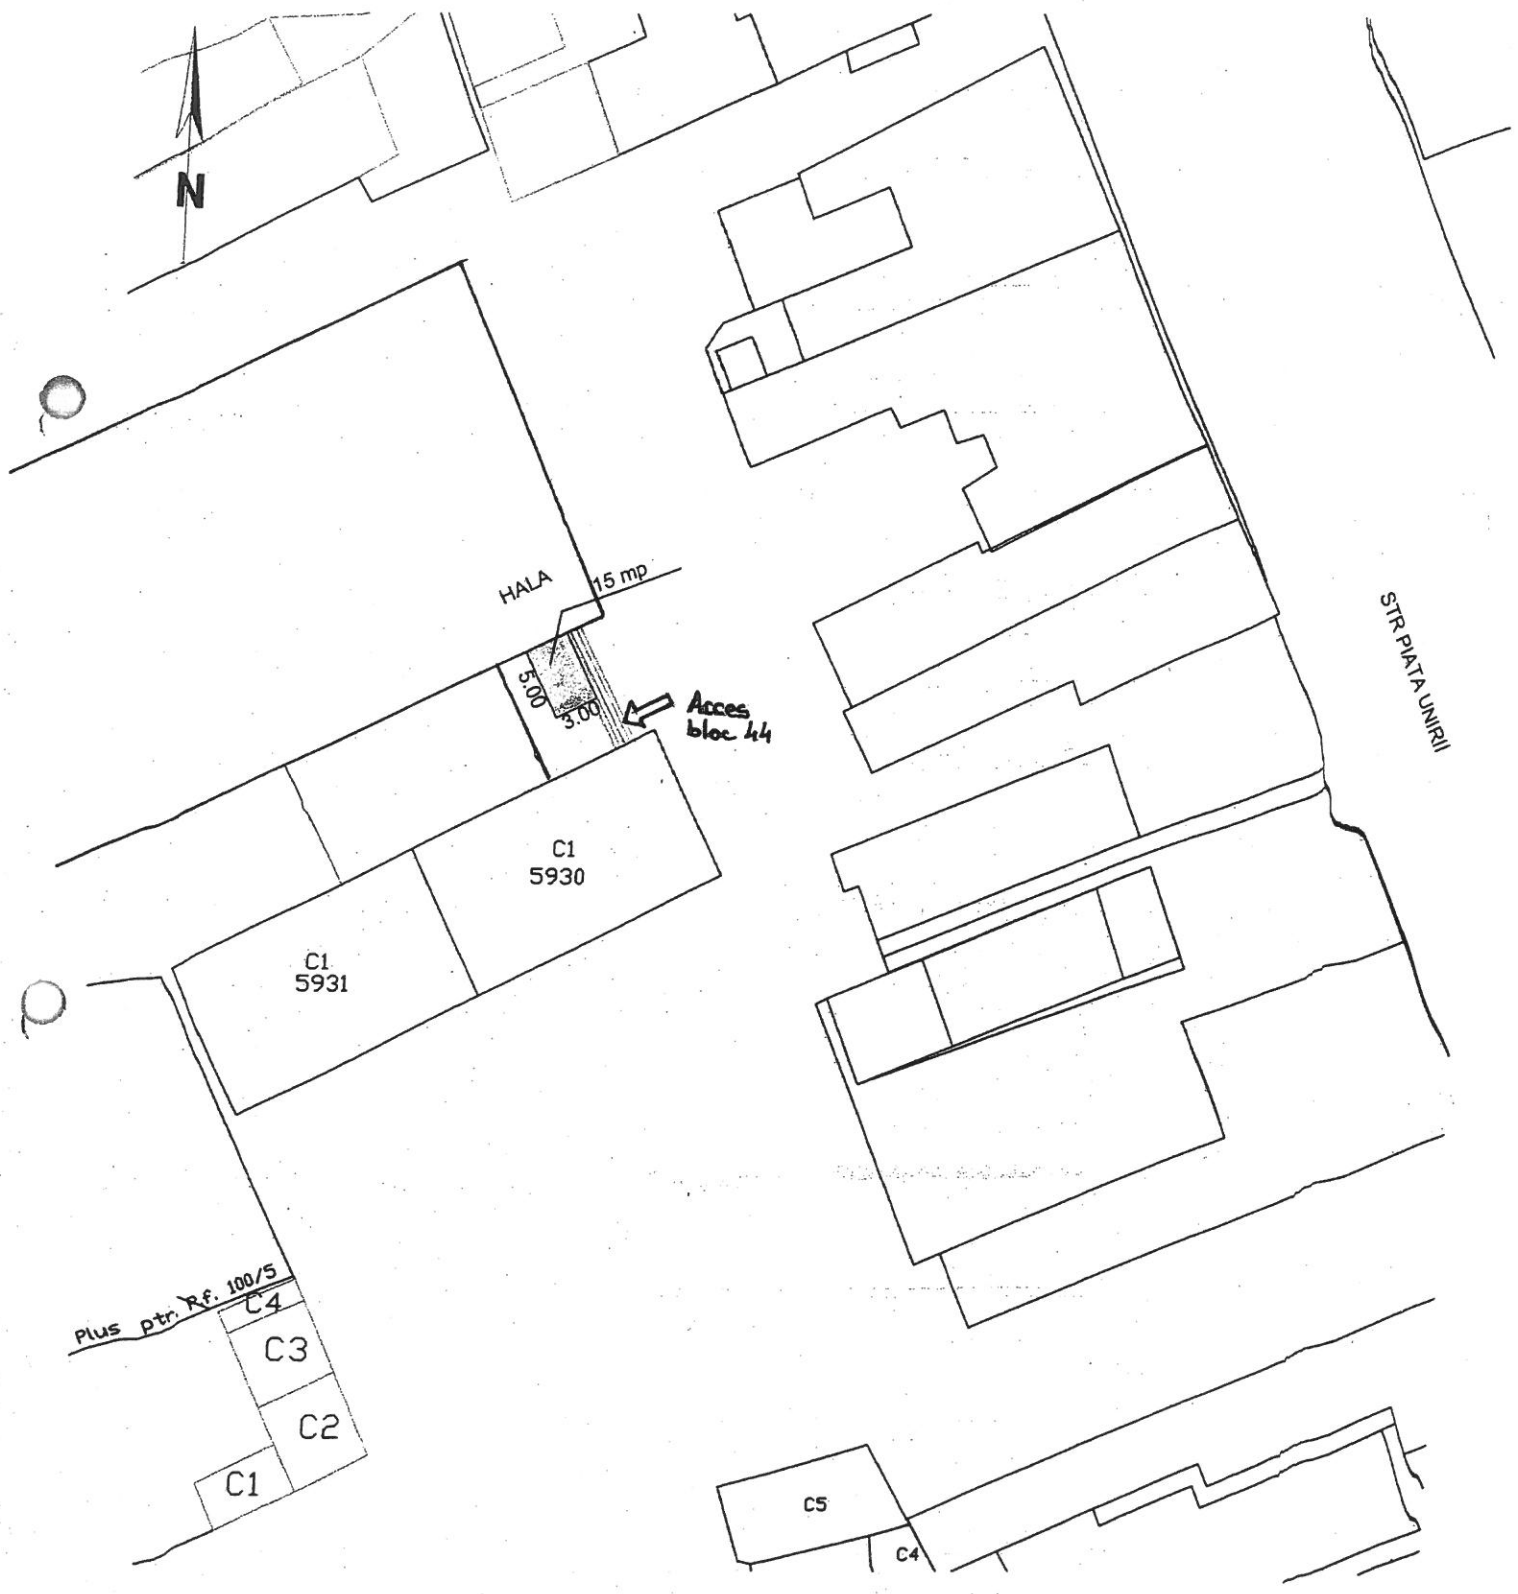 N
HALA
15 mp
5.00
3.00
Acces
bloc 44
STR PIATA UNIRII
C1
5930
C1
5931
Plus ptr. Rf. 100/5
C4
C3
C2
C1
C5
C4